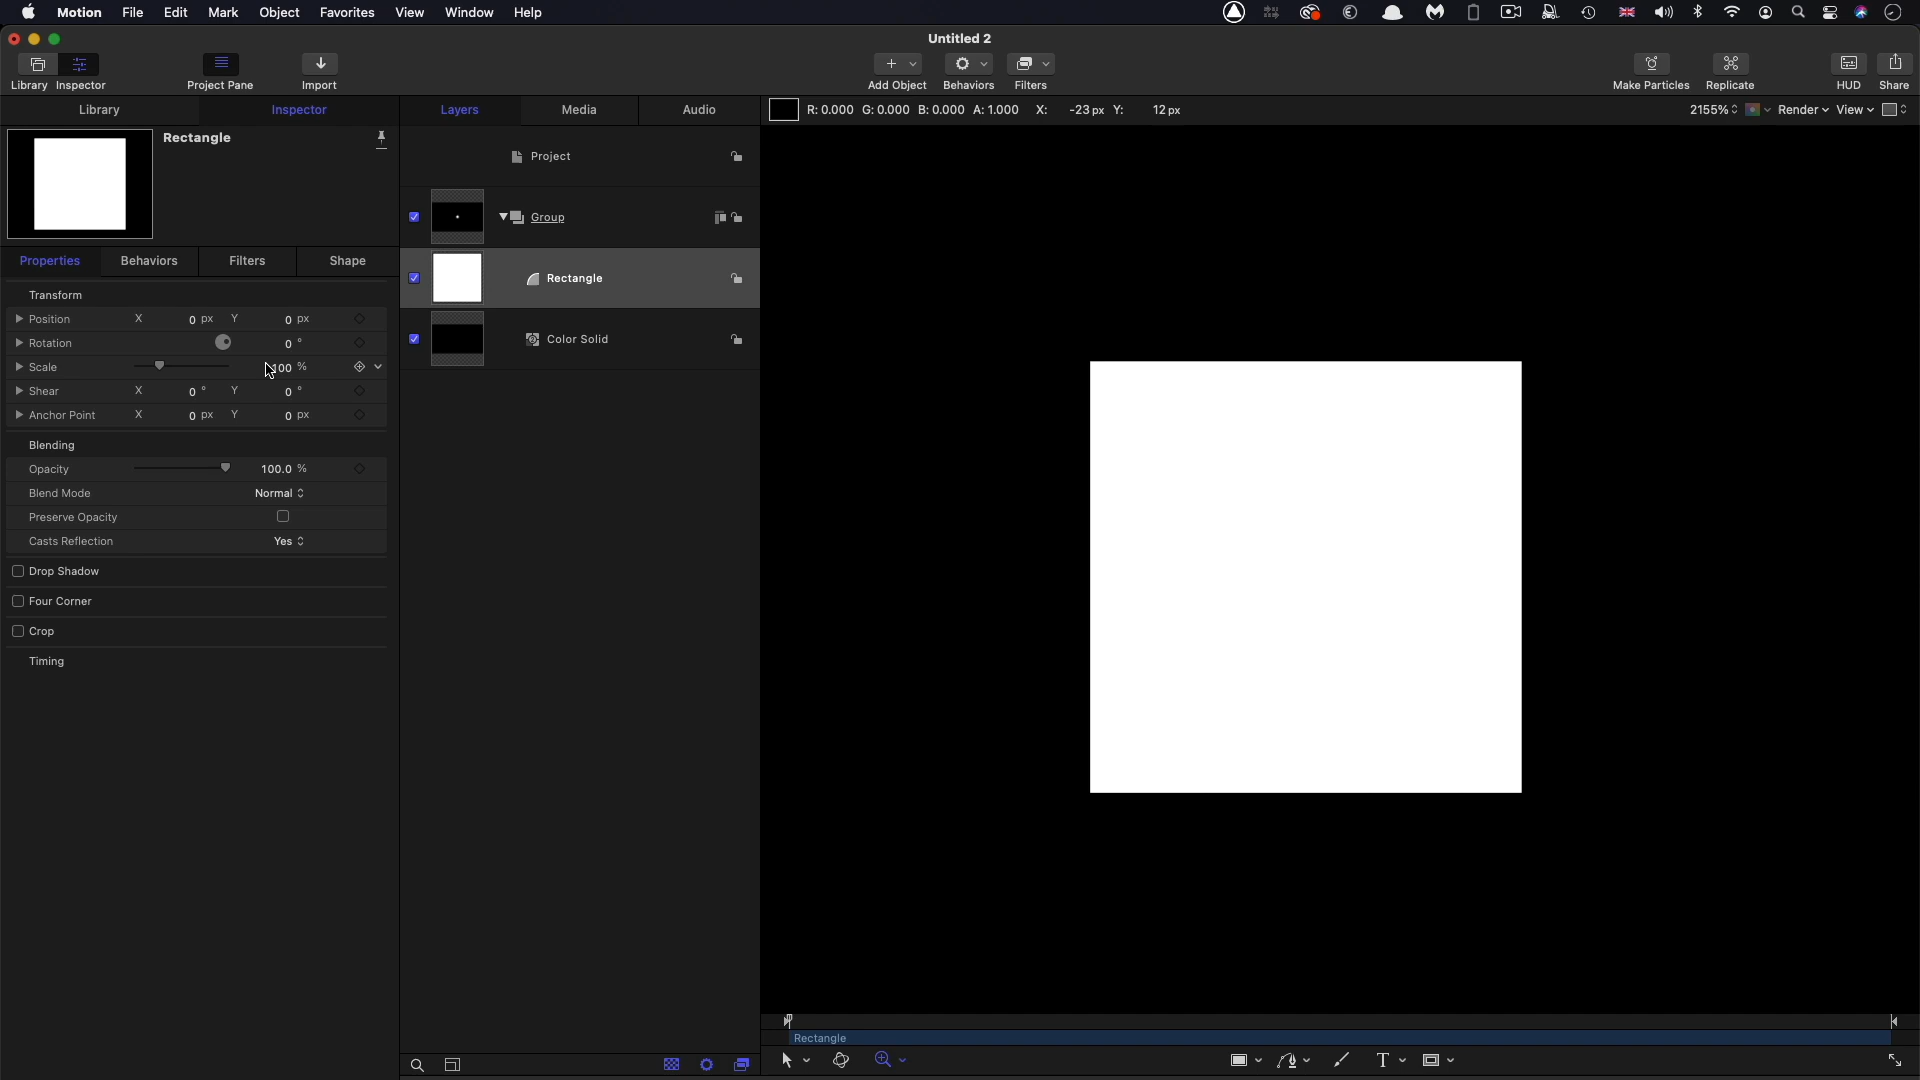 Motion File Edit Mark Object Favorites View Window Help
Untitled 2
Library Inspector Project Pane Import Add Object Behaviors Filters Make Particles Replicate HUD Share
Library Inspector Layers Media Audio R: 0.000 G: 0.000 B: 0.000 A: 1.000 X: -23 px Y: 12 px 2155% Render View
Rectangle
Project
Group
Rectangle
Color Solid
Properties Behaviors Filters Shape
Transform
Position X 0 px Y 0 px
Rotation 0 °
Scale 100 %
Shear X 0 ° Y 0 °
Anchor Point X 0 px Y 0 px
Blending
Opacity 100.0 %
Blend Mode Normal
Preserve Opacity
Casts Reflection Yes
Drop Shadow
Four Corner
Crop
Timing
Rectangle
T